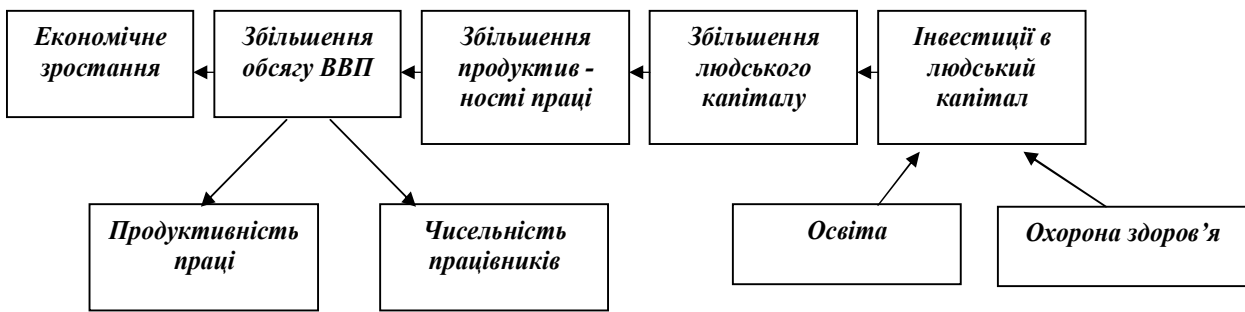 Економічне
зростання
Збільшення
обсягу ВВП
Збільшення
продуктив -
ності праці
Збільшення
людського
капіталу
Інвестиції в
людський
капітал
Продуктивність
праці
Чисельність
працівників
Освіта
Охорона здоров’я